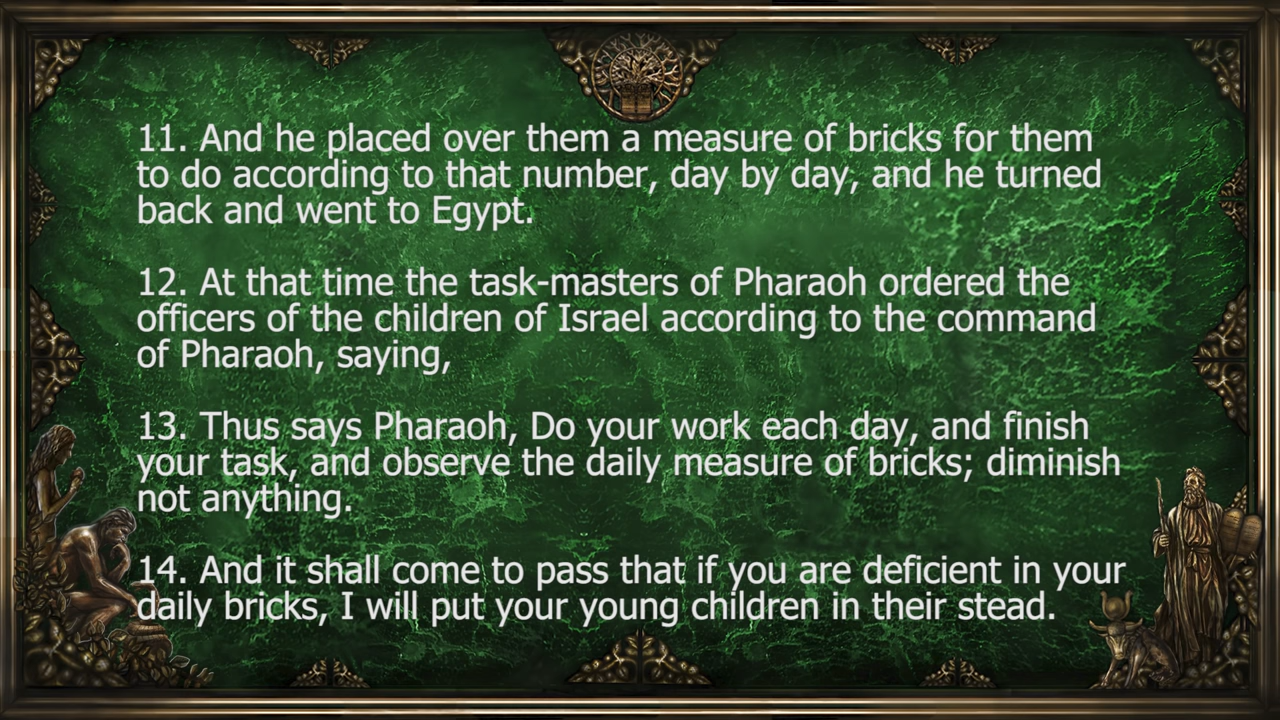 11. And he placed over them a measure of bricks for them
to do according to that number, day by day, and he turned
back and went to Egypt.
12. At that time the task-masters of Pharaoh ordered the
officers of the children of Israel according to the command
of Pharaoh, saying,
13. Thus says Pharaoh, Do your work each day, and finish
your task, and observe the daily measure of bricks; diminish
not anything.
14. And it shall come to pass that if you are deficient in your
daily bricks, I will put your young children in their stead.